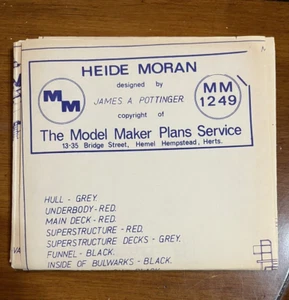 HEIDE MORAN
designed by
JAMES A POTTINGER
copyright of
MM
MM
1249
The Model Maker Plans Service
13-35 Bridge Street, Hemel Hempstead, Herts.
HULL - GREY.
UNDERBODY - RED.
MAIN DECK - RED.
SUPERSTRUCTURE - RED.
SUPERSTRUCTURE DECKS - GREY.
FUNNEL - BLACK.
INSIDE OF BULWARKS - BLACK.